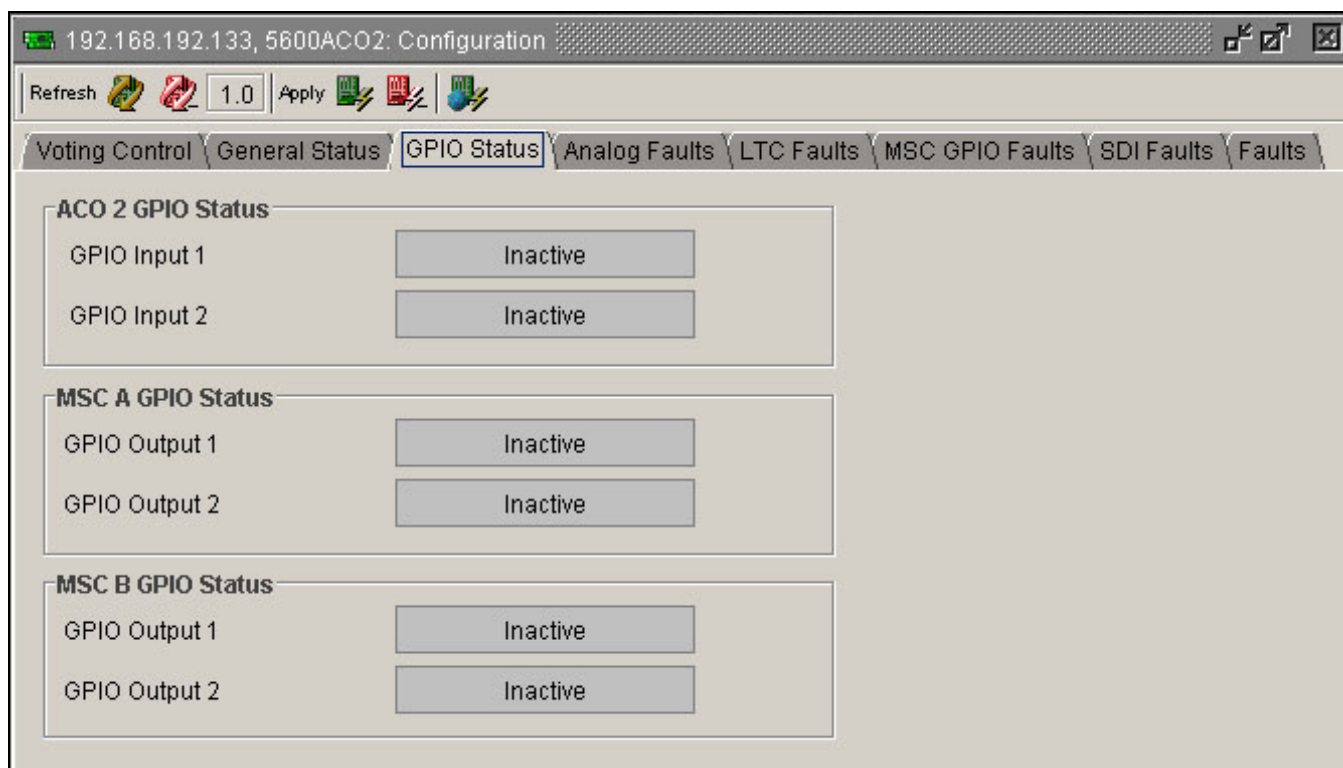 192.168.192.133, 5600ACO2: Configuration
Refresh 1.0 Apply
Voting Control General Status GPIO Status Analog Faults LTC Faults MSC GPIO Faults SDI Faults Faults
ACO 2 GPIO Status
GPIO Input 1 Inactive
GPIO Input 2 Inactive
MSC A GPIO Status
GPIO Output 1 Inactive
GPIO Output 2 Inactive
MSC B GPIO Status
GPIO Output 1 Inactive
GPIO Output 2 Inactive